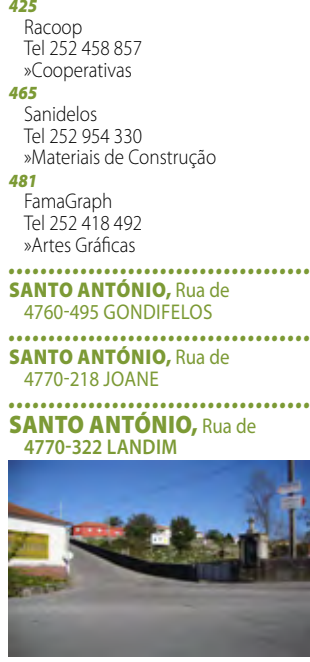 425
Racoop
Tel 252 458 857
»Cooperativas
465
Sanidelos
Tel 252 954 330
»Materiais de Construção
481
FamaGraph
Tel 252 418 492
»Artes Gráficas
SANTO ANTÓNIO, Rua de
4760-495 GONDIFELOS
SANTO ANTÓNIO, Rua de
4770-218 JOANE
SANTO ANTÓNIO, Rua de
4770-322 LANDIM